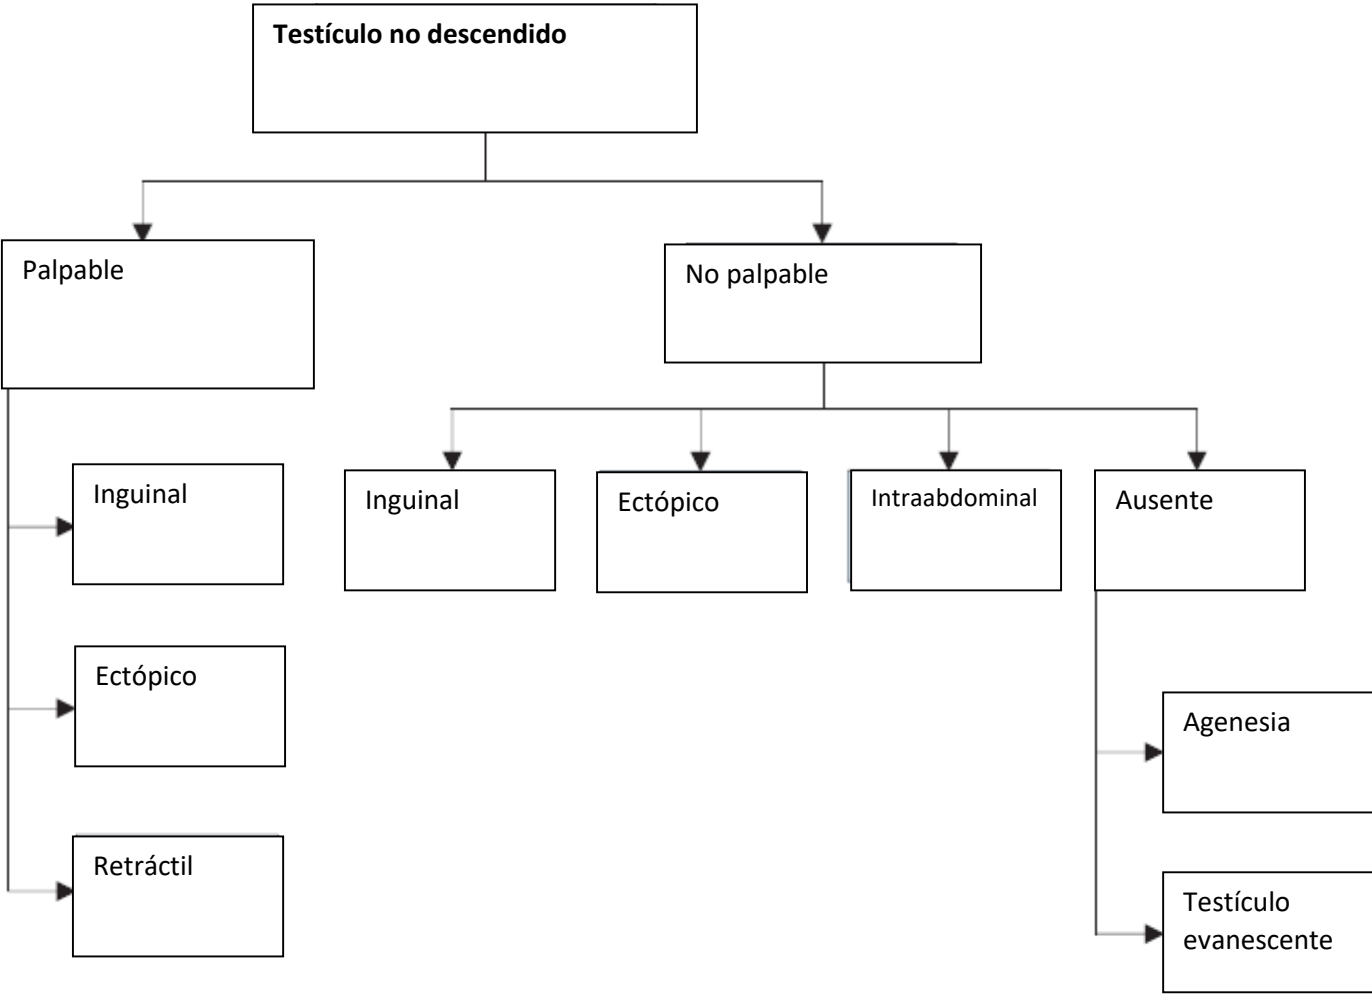 Testículo no descendido
Palpable
No palpable
Inguinal
Inguinal
Ectópico
Intraabdominal
Ausente
Ectópico
Agenesia
Retráctil
Testículo
evanescente